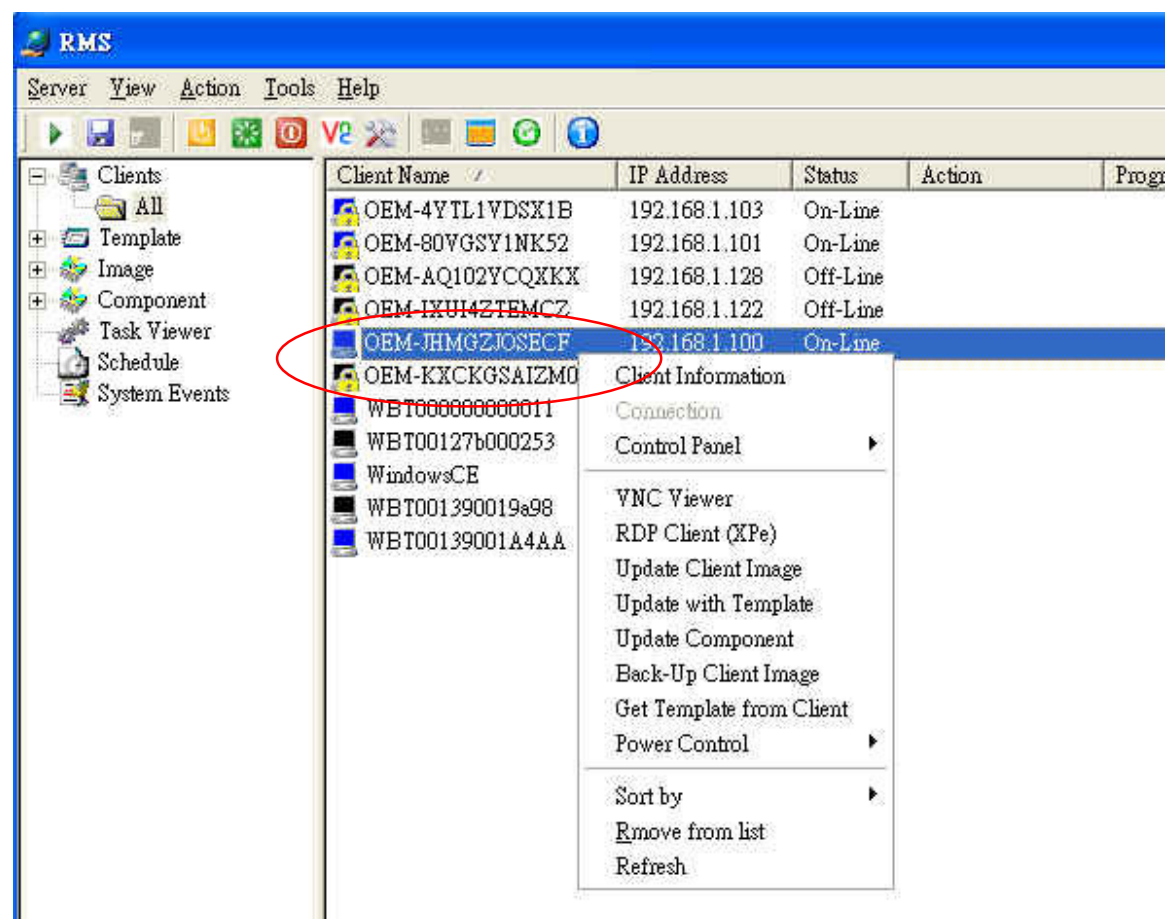 RMS
Server View Action Tools Help
V2
Clients
All
Template
Image
Component
Task Viewer
Schedule
System Events
Client Name IP Address Status Action Progr
OEM-4YTL1VDSX1B 192.168.1.103 On-Line
OEM-80VGSY1NK52 192.168.1.101 On-Line
OEM-AQ102YCQXKX 192.168.1.128 Off-Line
OEM-IXUI4ZTEMCZ 192.168.1.122 Off-Line
OEM-JHMGZJOSECF 192.168.1.100 On-Line
OEM-KXCKGSAIZM0
WBT000000000011
WBT00127b000253
WindowsCE
WBT001390019a98
WBT00139001A4AA
Client Information
Connection
Control Panel
VNC Viewer
RDP Client (XPe)
Update Client Image
Update with Template
Update Component
Back-Up Client Image
Get Template from Client
Power Control
Sort by
Rmove from list
Refresh